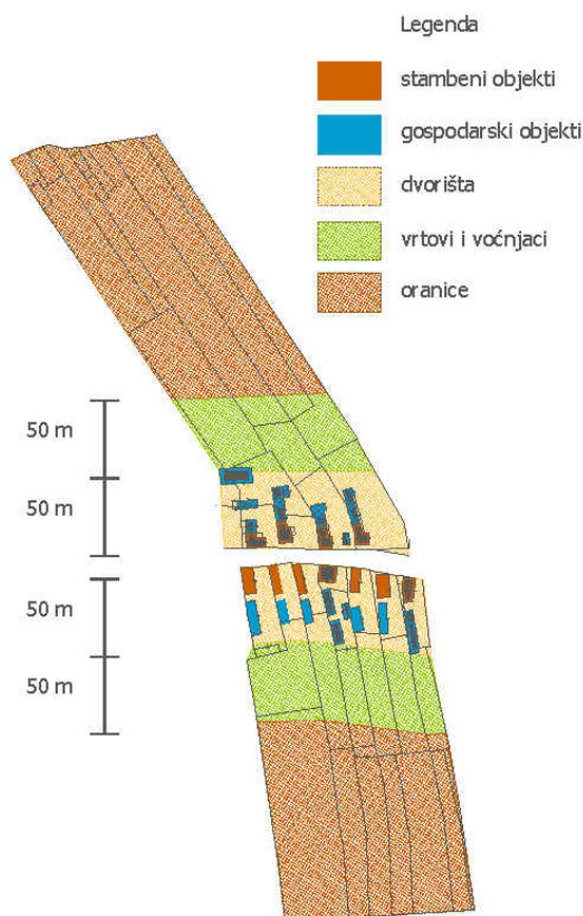 Legenda
stambeni objekti
gospodarski objekti
dvorišta
vrtovi i voćnjaci
oranice
50 m
50 m
50 m
50 m